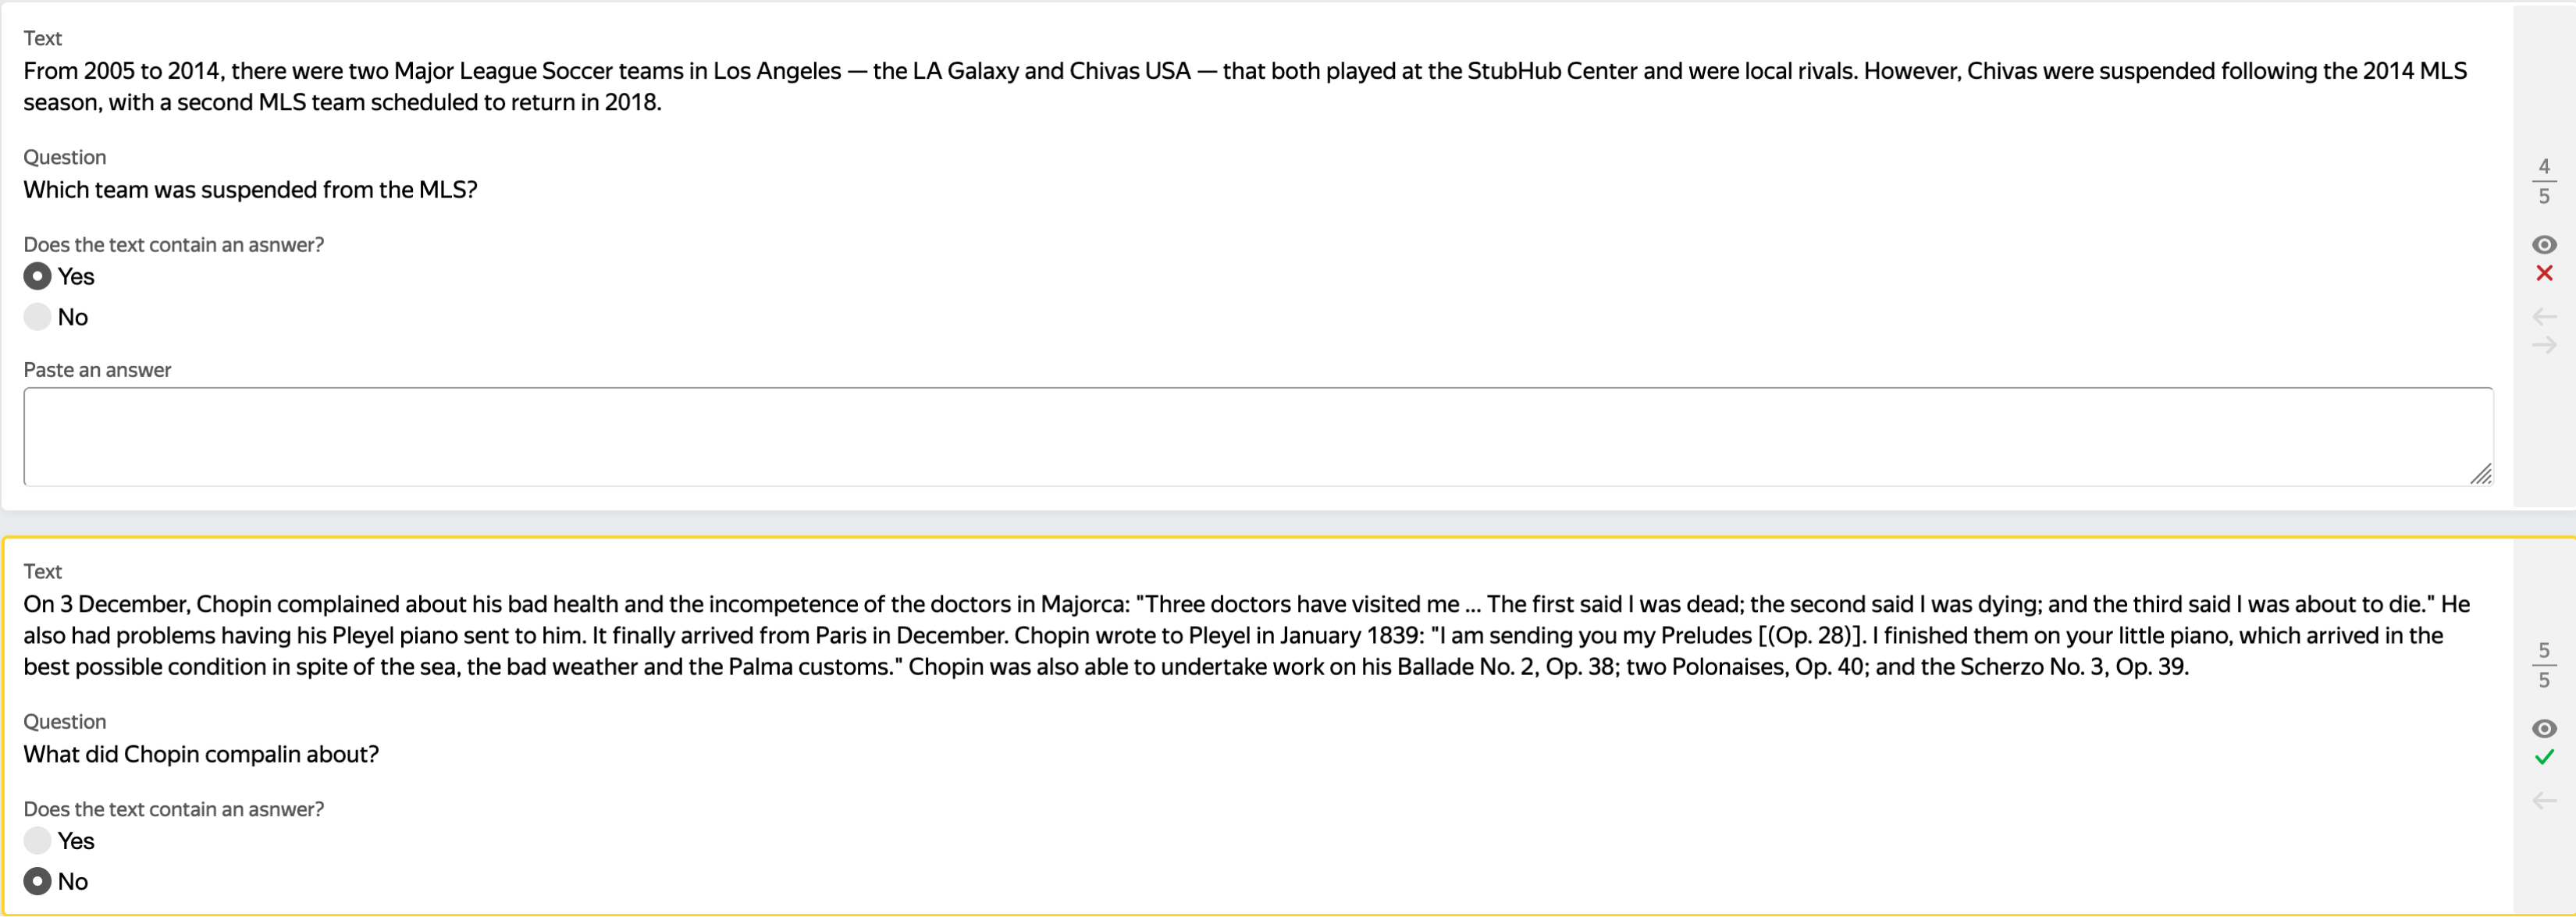 Text
From 2005 to 2014, there were two Major League Soccer teams in Los Angeles — the LA Galaxy and Chivas USA — that both played at the StubHub Center and were local rivals. However, Chivas were suspended following the 2014 MLS
season, with a second MLS team scheduled to return in 2018.
Question
Which team was suspended from the MLS?
4
5
Does the text contain an asnwer?
Yes
No
Paste an answer
Text
On 3 December, Chopin complained about his bad health and the incompetence of the doctors in Majorca: "Three doctors have visited me ... The first said I was dead; the second said I was dying; and the third said I was about to die." He
also had problems having his Pleyel piano sent to him. It finally arrived from Paris in December. Chopin wrote to Pleyel in January 1839: "I am sending you my Preludes [(Op. 28)]. I finished them on your little piano, which arrived in the
best possible condition in spite of the sea, the bad weather and the Palma customs." Chopin was also able to undertake work on his Ballade No. 2, Op. 38; two Polonaises, Op. 40; and the Scherzo No. 3, Op. 39.
5
5
Question
What did Chopin compalin about?
Does the text contain an asnwer?
Yes
No